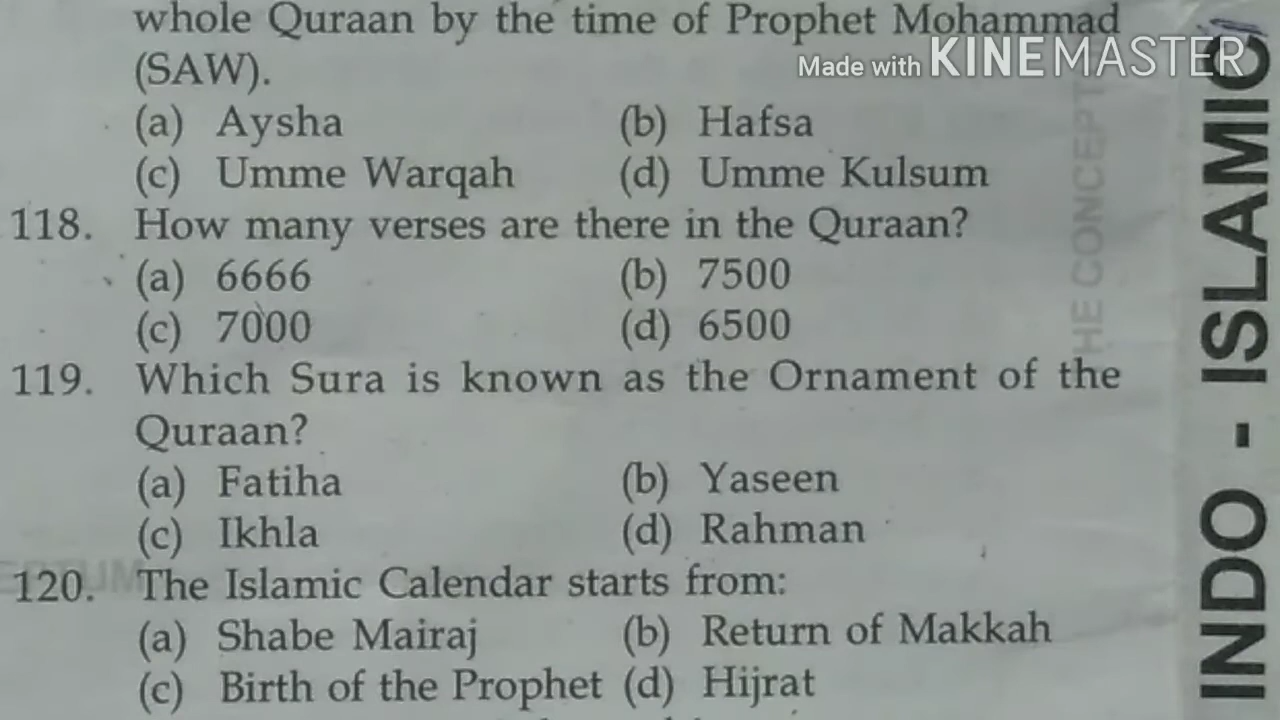 whole Quraan by the time of Prophet Mohammad
(SAW).
Made with KINEMASTER
(a) Aysha (b) Hafsa
(c) Umme Warqah (d) Umme Kulsum
118. How many verses are there in the Quraan?
(a) 6666 (b) 7500
(c) 7000 (d) 6500
119. Which Sura is known as the Ornament of the
Quraan?
(a) Fatiha (b) Yaseen
(c) Ikhla (d) Rahman
120. The Islamic Calendar starts from:
(a) Shabe Mairaj (b) Return of Makkah
(c) Birth of the Prophet (d) Hijrat
INDO - ISLAMIC
HE CONCEPT